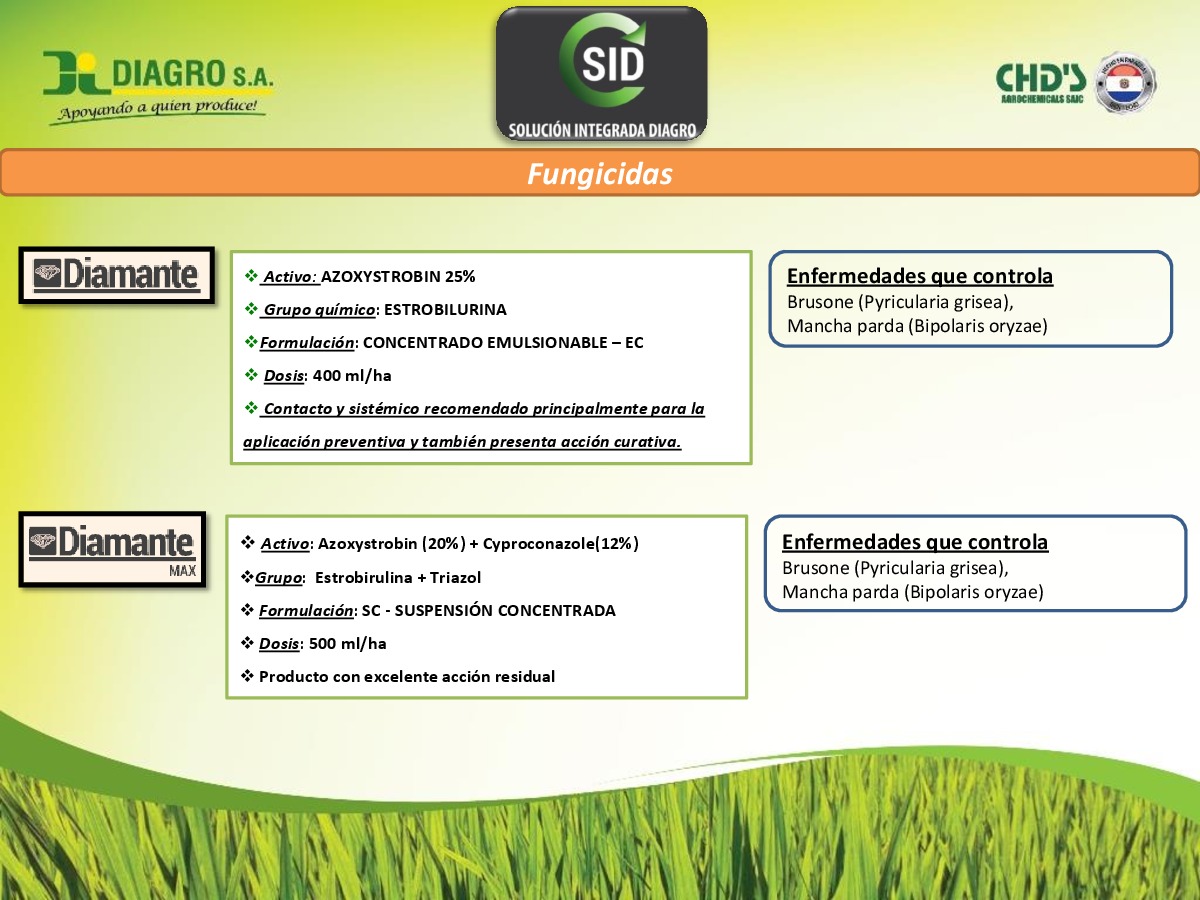 DIAGRO S.A.
Apoyando a quien produce!
SID
SOLUCIÓN INTEGRADA DIAGRO
CHD'S
AGROCHEMICALS SAIC
HECHO EN PARAGUAY
Fungicidas
Diamante
❖ Activo: AZOXYSTROBIN 25%
❖ Grupo químico: ESTROBILURINA
❖Formulación: CONCENTRADO EMULSIONABLE – EC
❖ Dosis: 400 ml/ha
❖ Contacto y sistémico recomendado principalmente para la
aplicación preventiva y también presenta acción curativa.
Enfermedades que controla
Brusone (Pyricularia grisea),
Mancha parda (Bipolaris oryzae)
Diamante
MAX
❖ Activo: Azoxystrobin (20%) + Cyproconazole(12%)
❖Grupo: Estrobirulina + Triazol
❖ Formulación: SC - SUSPENSIÓN CONCENTRADA
❖ Dosis: 500 ml/ha
❖ Producto con excelente acción residual
Enfermedades que controla
Brusone (Pyricularia grisea),
Mancha parda (Bipolaris oryzae)